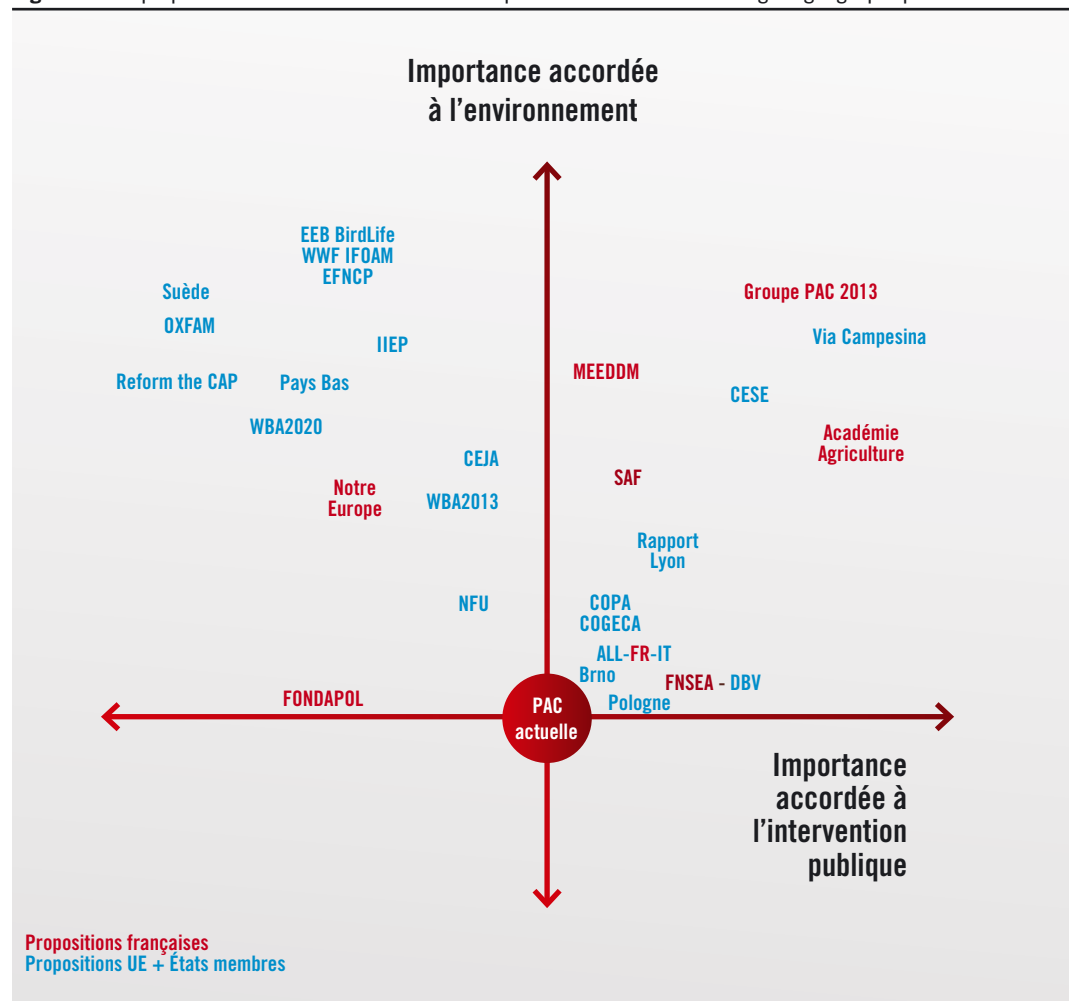 Importance accordée
à l'environnement
EEB BirdLife
WWF IFOAM
EFNCP
Suède
Groupe PAC 2013
OXFAM
Via Campesina
IIEP
MEEDDM
Reform the CAP
Pays Bas
CESE
WBA2020
Académie
Agriculture
CEJA
SAF
Notre
Europe
WBA2013
Rapport
Lyon
NFU
COPA
COGECA
ALL-FR-IT
Brno
FNSEA - DBV
FONDAPOL
Pologne
PAC
actuelle
Importance
accordée à
l'intervention
publique
Propositions françaises
Propositions UE + États membres